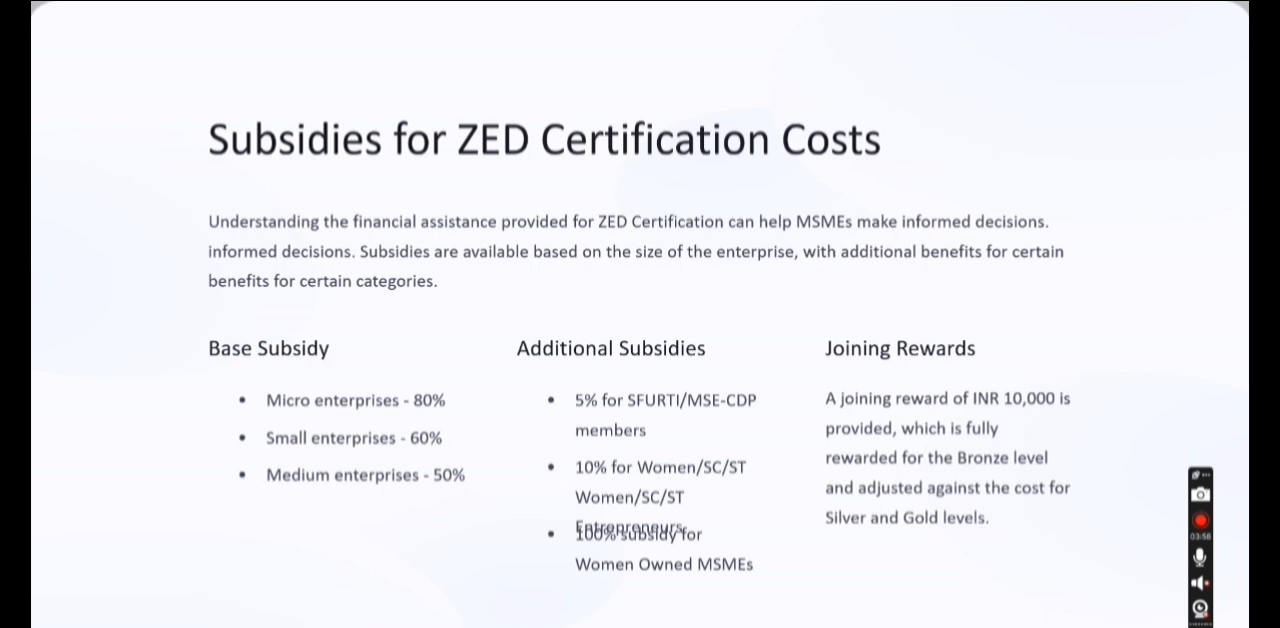 Subsidies for ZED Certification Costs
Understanding the financial assistance provided for ZED Certification can help MSMEs make informed decisions.
informed decisions. Subsidies are available based on the size of the enterprise, with additional benefits for certain
benefits for certain categories.
Base Subsidy
Micro enterprises - 80%
Small enterprises - 60%
Medium enterprises - 50%
Additional Subsidies
5% for SFURTI/MSE-CDP
members
10% for Women/SC/ST
Women/SC/ST
Entrepreneurs
100% subsidy for
Women Owned MSMEs
Joining Rewards
A joining reward of INR 10,000 is
provided, which is fully
rewarded for the Bronze level
and adjusted against the cost for
Silver and Gold levels.
03:58